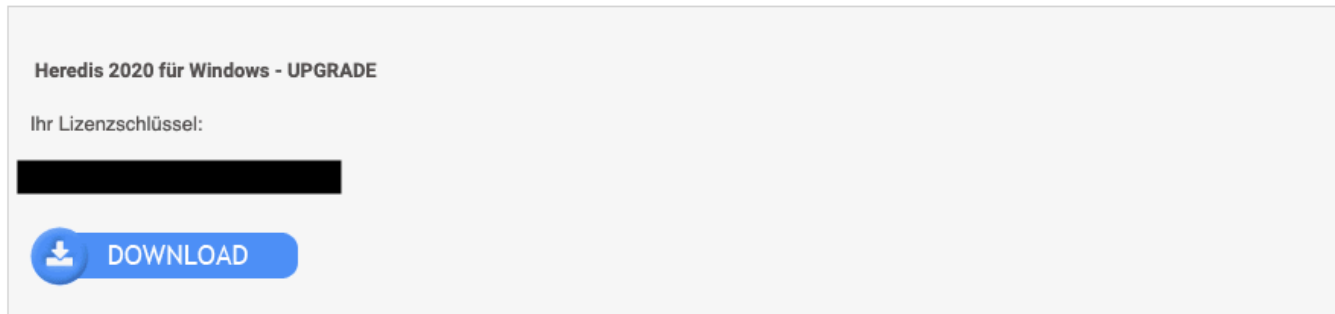 Heredis 2020 für Windows - UPGRADE
Ihr Lizenzschlüssel:
DOWNLOAD